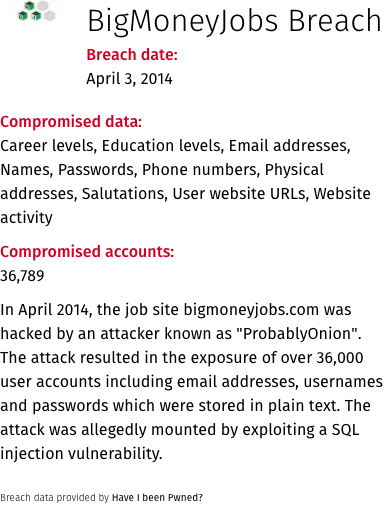 BigMoneyJobs Breach
Breach date:
April 3, 2014
Compromised data:
Career levels, Education levels, Email addresses,
Names, Passwords, Phone numbers, Physical
addresses, Salutations, User website URLs, Website
activity
Compromised accounts:
36,789
In April 2014, the job site bigmoneyjobs.com was
hacked by an attacker known as "ProbablyOnion".
The attack resulted in the exposure of over 36,000
user accounts including email addresses, usernames
and passwords which were stored in plain text. The
attack was allegedly mounted by exploiting a SQL
injection vulnerability.
Breach data provided by Have I been Pwned?